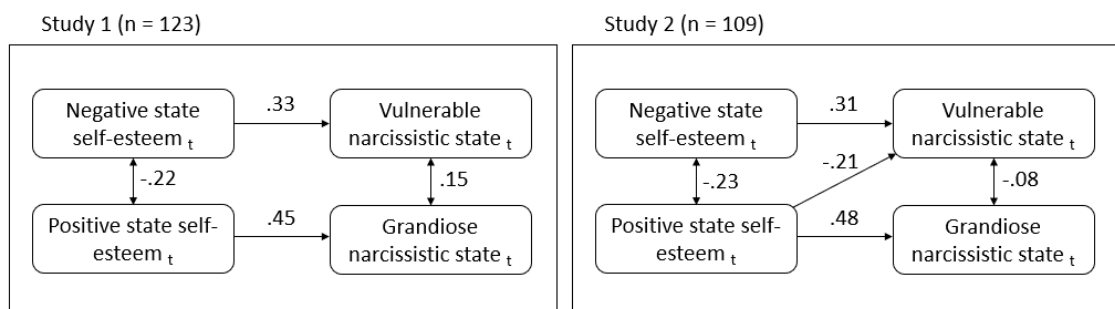 Study 1 (n = 123)
Negative state
self-esteem t
.33
Vulnerable
narcissistic state t
-.22
.15
Positive state self-
esteem t
.45
Grandiose
narcissistic state t
Study 2 (n = 109)
Negative state
self-esteem t
.31
Vulnerable
narcissistic state t
-.21
-.23
-.08
Positive state self-
esteem t
.48
Grandiose
narcissistic state t